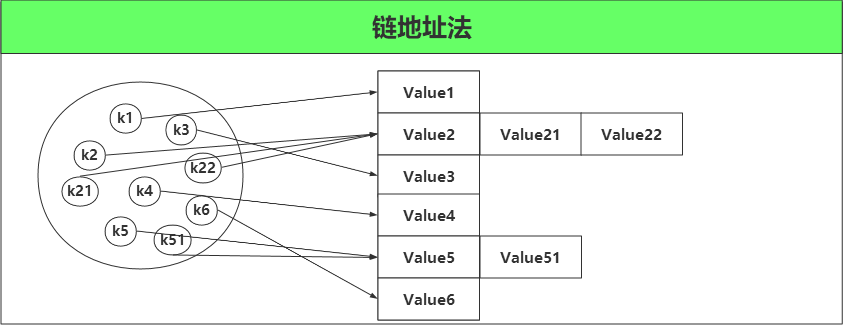 链地址法
k1
k3
k2
k22
k21
k4
k6
k5
k51
Value1
Value2 Value21 Value22
Value3
Value4
Value5 Value51
Value6